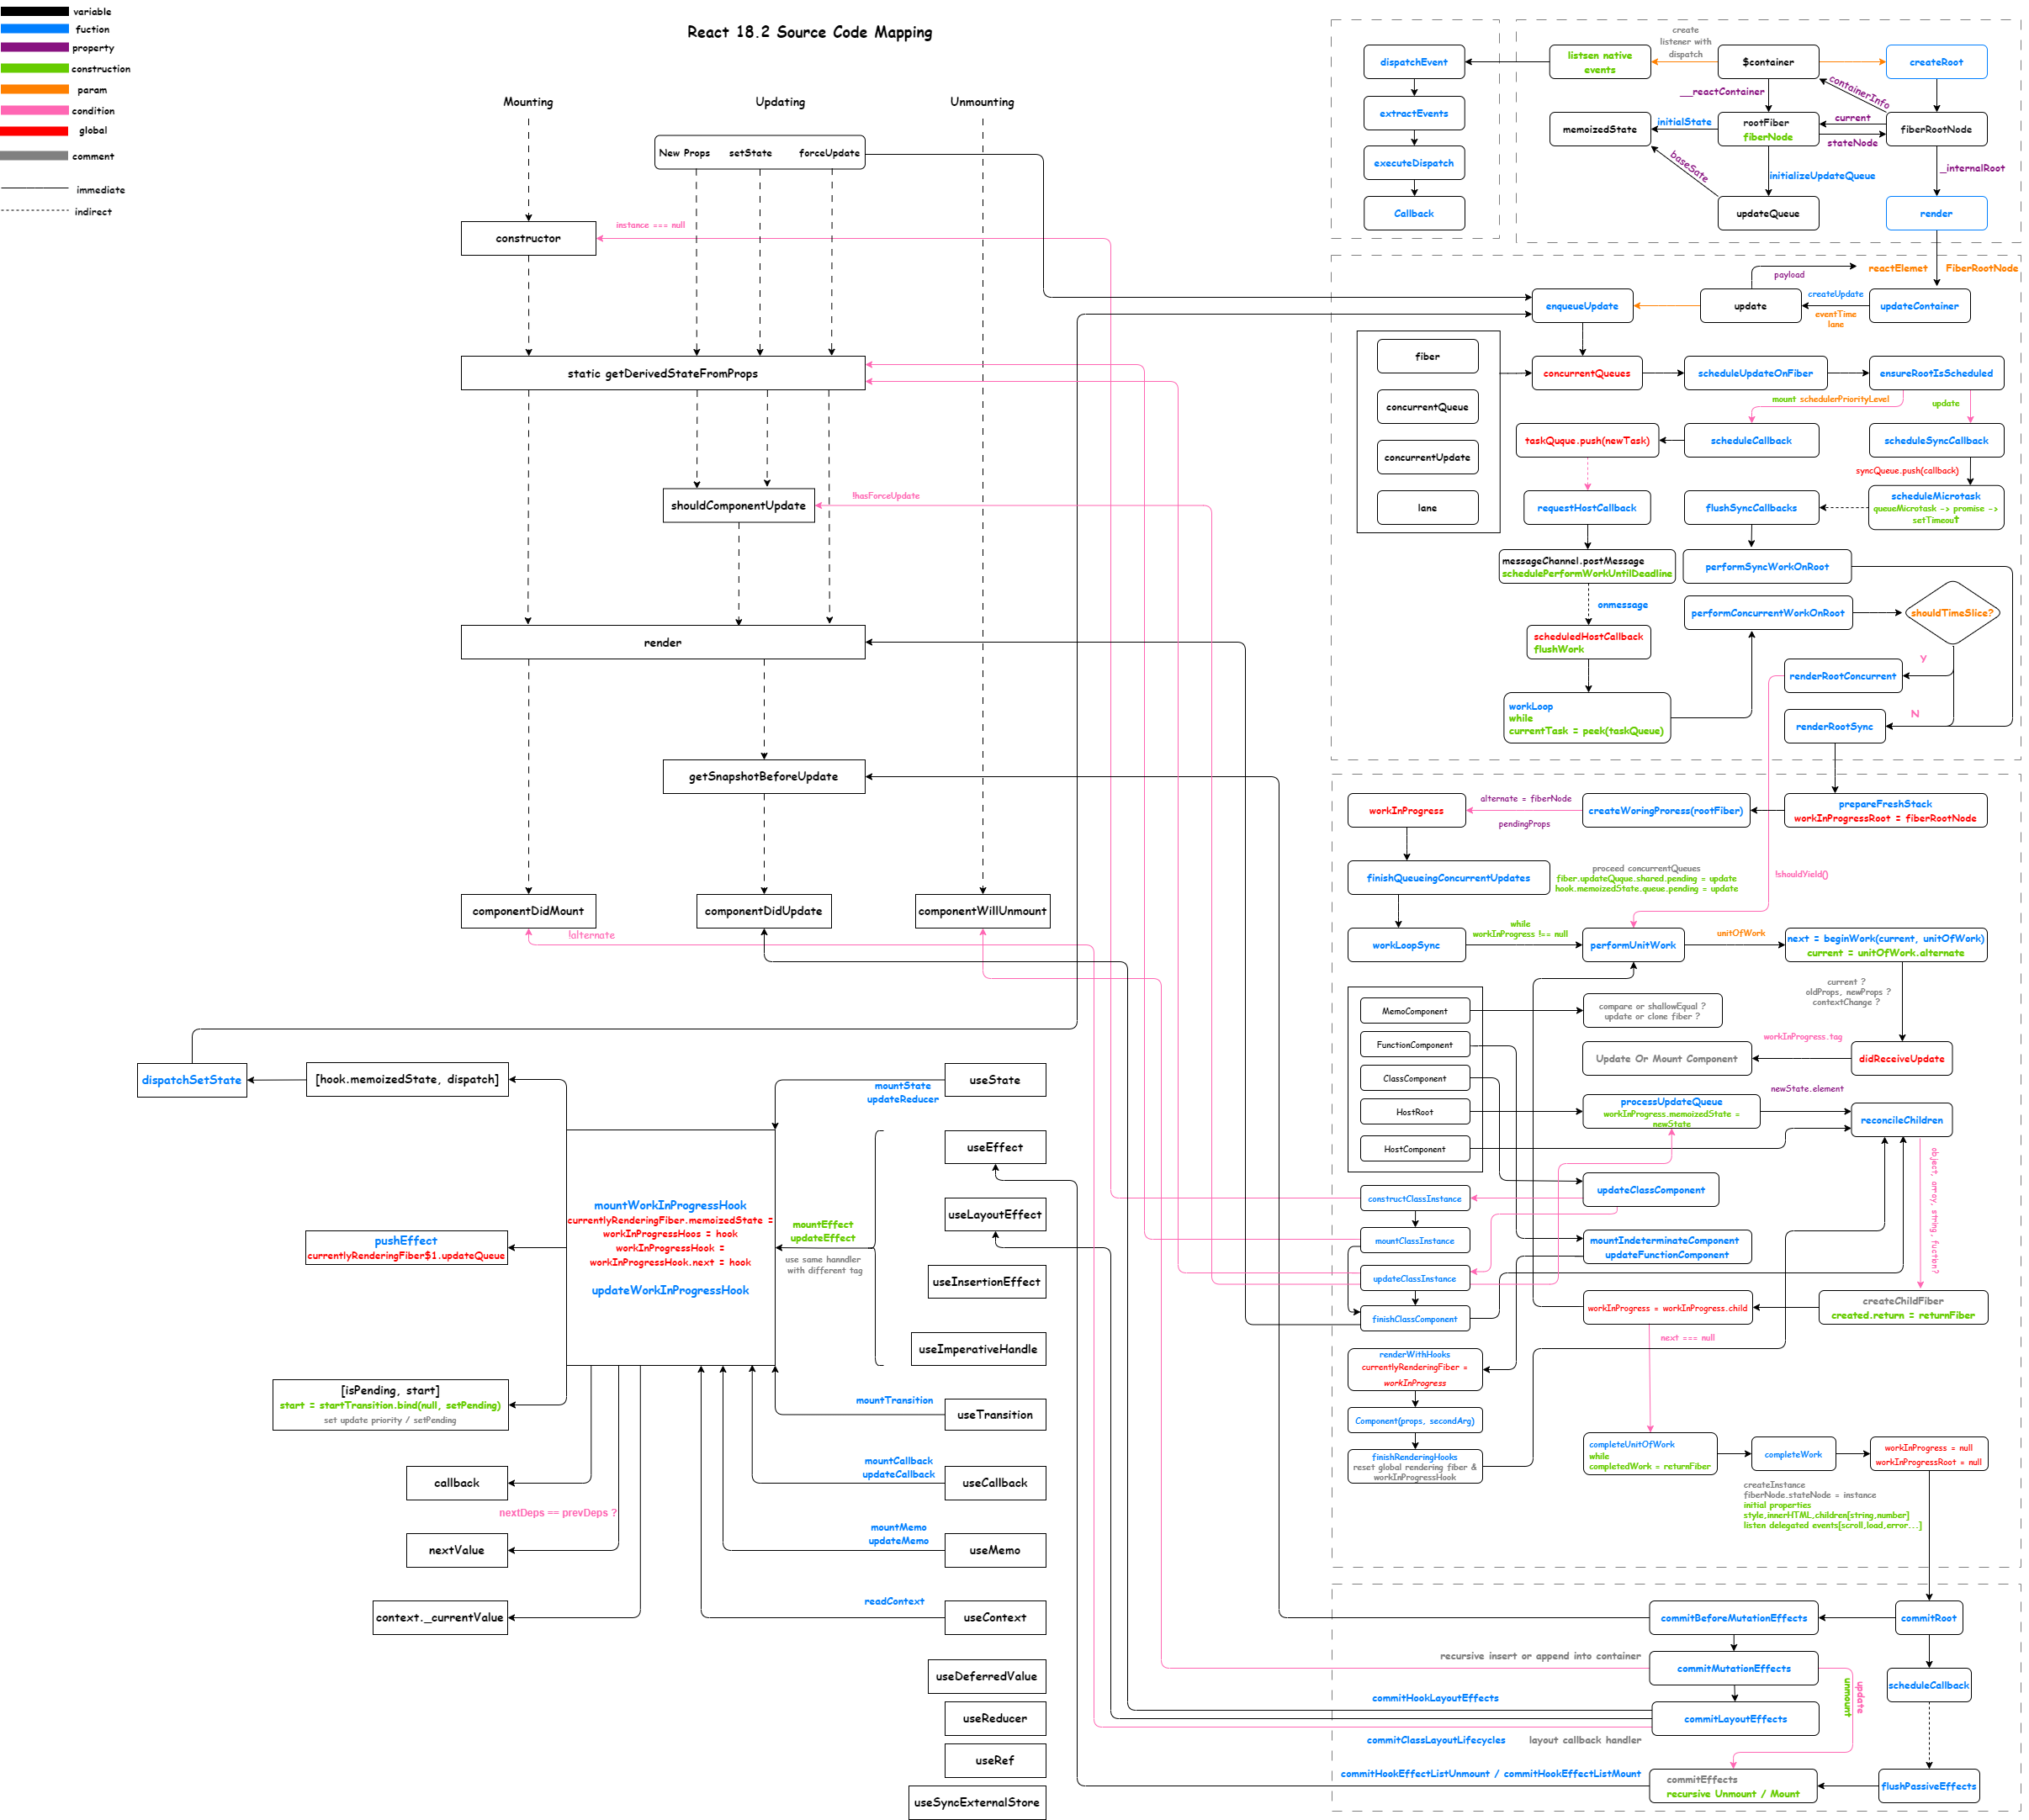 variable
fuction
property
construction
param
condition
global
comment
immediate
indirect
React 18.2 Source Code Mapping
Mounting
Updating
Unmounting
New Props
setState
forceUpdate
constructor
instance === null
static getDerivedStateFromProps
shouldComponentUpdate
!hasForceUpdate
render
getSnapshotBeforeUpdate
componentDidMount
componentDidUpdate
componentWillUnmount
!alternate
dispatchEvent
extractEvents
executeDispatch
Callback
listsen native
events
create
listener with
dispatch
$container
createRoot
__reactContainer
containerInfo
memoizedState
initialState
rootFiber
fiberNode
current
stateNode
fiberRootNode
baseSate
initializeUpdateQueue
_internalRoot
updateQueue
render
payload
reactElemet
FiberRootNode
enqueueUpdate
update
createUpdate
eventTime
lane
updateContainer
fiber
concurrentQueue
concurrentUpdate
lane
concurrentQueues
scheduleUpdateOnFiber
ensureRootIsScheduled
mount schedulerPriorityLevel
update
taskQuque.push(newTask)
scheduleCallback
scheduleSyncCallback
syncQueue.push(callback)
requestHostCallback
flushSyncCallbacks
scheduleMicrotask
queueMicrotask -> promise ->
setTimeout
messageChannel.postMessage
schedulePerformWorkUntilDeadline
performSyncWorkOnRoot
onmessage
performConcurrentWorkOnRoot
shouldTimeSlice?
scheduledHostCallback
flushWork
Y
renderRootConcurrent
workLoop
while
currentTask = peek(taskQueue)
N
renderRootSync
workInProgress
alternate = fiberNode
pendingProps
createWoringProress(rootFiber)
prepareFreshStack
workInProgressRoot = fiberRootNode
finishQueueingConcurrentUpdates
proceed concurrentQueues
fiber.updateQuque.shared.pending = update
hook.memoizedState.queue.pending = update
!shouldYield()
workLoopSync
while
workInProgress !== null
performUnitWork
unitOfWork
next = beginWork(current, unitOfWork)
current = unitOfWork.alternate
current ?
oldProps, newProps ?
contextChange ?
MemoComponent
FunctionComponent
ClassComponent
HostRoot
HostComponent
compare or shallowEqual ?
update or clone fiber ?
workInProgress.tag
Update Or Mount Component
didReceiveUpdate
newState.element
processUpdateQueue
workInProgress.memoizedState =
newState
reconcileChildren
object, array, string, fuction?
constructClassInstance
updateClassComponent
mountClassInstance
mountIndeterminateComponent
updateFunctionComponent
updateClassInstance
finishClassComponent
workInProgress = workInProgress.child
createChildFiber
created.return = returnFiber
next === null
renderWithHooks
currentlyRenderingFiber =
workInProgress
Component(props, secondArg)
finishRenderingHooks
reset global rendering fiber &
workInProgressHook
completeUnitOfWork
while
completedWork = returnFiber
completeWork
workInProgress = null
workInProgressRoot = null
createInstance
fiberNode.stateNode = instance
initial properties
style,innerHTML,children[string,number]
listen delegated events[scroll,load,error...]
commitBeforeMutationEffects
commitRoot
recursive insert or append into container
commitMutationEffects
update
unmount
scheduleCallback
commitHookLayoutEffects
commitLayoutEffects
commitClassLayoutLifecycles
layout callback handler
commitHookEffectListUnmount / commitHookEffectListMount
commitEffects
recursive Unmount / Mount
flushPassiveEffects
dispatchSetState
[hook.memoizedState, dispatch]
mountState
updateReducer
useState
useEffect
mountWorkInProgressHook
currentlyRenderingFiber.memoizedState =
workInProgressHoos = hook
workInProgressHook =
workInProgressHook.next = hook
updateWorkInProgressHook
pushEffect
currentlyRenderingFiber$1.updateQueue
mountEffect
updateEffect
use same hanndler
with different tag
useLayoutEffect
useInsertionEffect
useImperativeHandle
[isPending, start]
start = startTransition.bind(null, setPending)
set update priority / setPending
mountTransition
useTransition
callback
mountCallback
updateCallback
useCallback
nextDeps == prevDeps ?
nextValue
mountMemo
updateMemo
useMemo
context._currentValue
readContext
useContext
useDeferredValue
useReducer
useRef
useSyncExternalStore